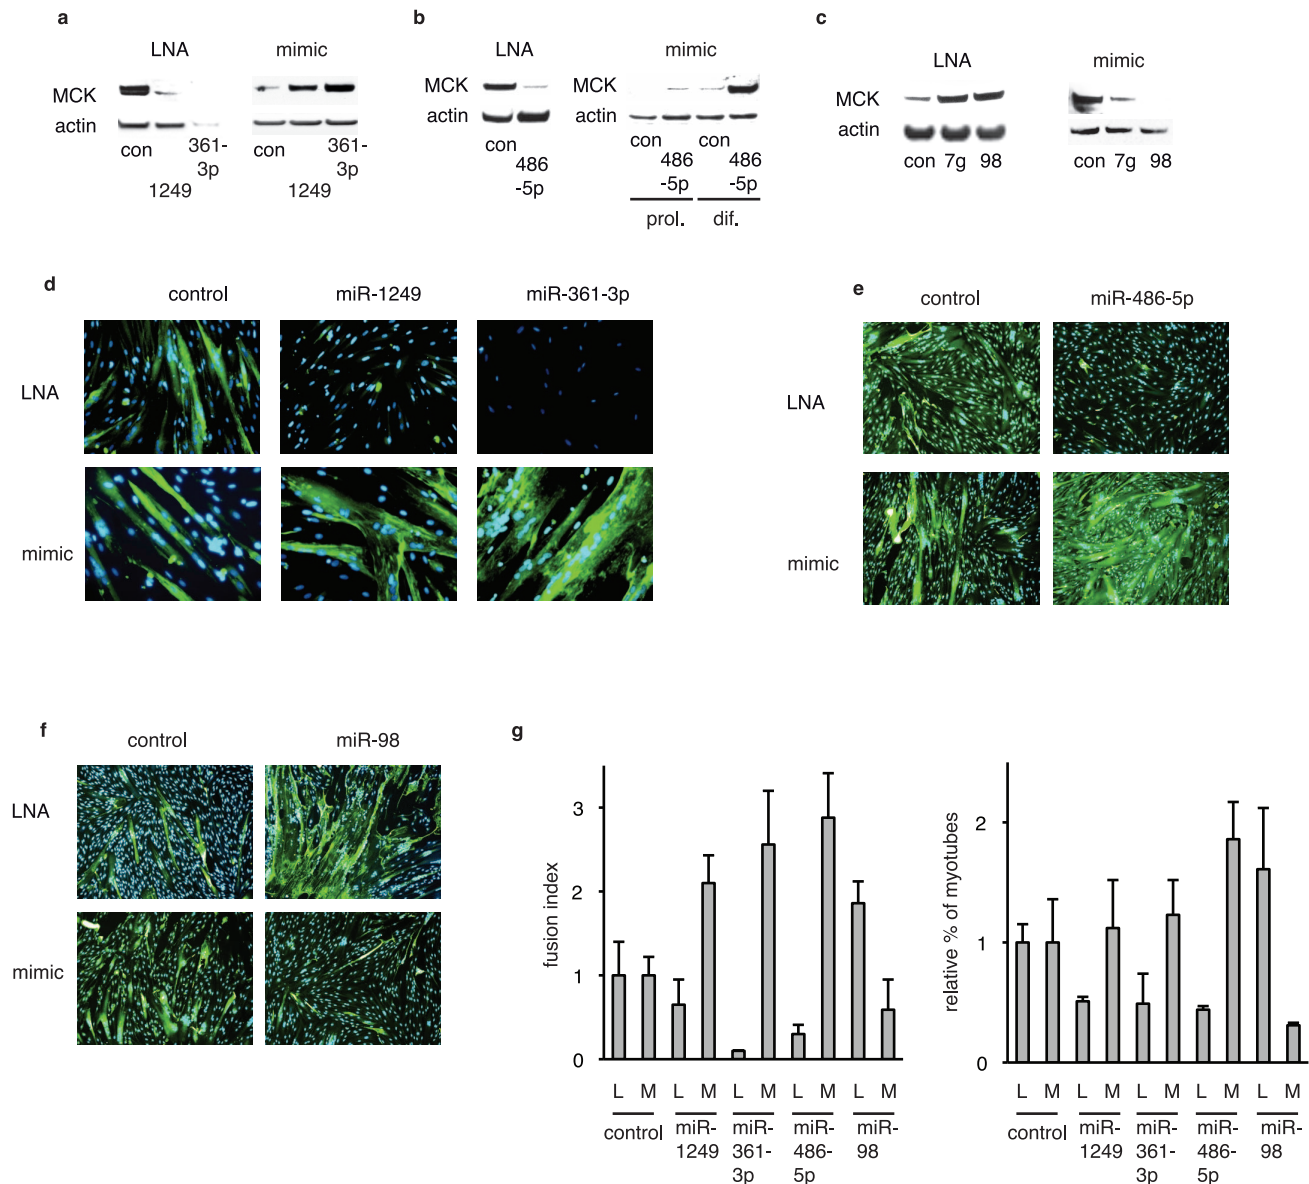 a
LNA
mimic
MCK
actin
con
1249
361-
3p
con
1249
361-
3p
b
LNA
mimic
MCK
actin
MCK
actin
con
486
-5p
con
486
-5p
con
486
-5p
prol.
dif.
c
LNA
mimic
MCK
actin
con 7g 98
con 7g 98
d
control
miR-1249
miR-361-3p
LNA
mimic
e
control
miR-486-5p
LNA
mimic
f
control
miR-98
LNA
mimic
g
fusion index
3
2
1
0
L M L M L M L M L M
control
miR-
1249
miR-
361-
3p
miR-
486-
5p
miR-
98
relative % of myotubes
2
1
0
L M L M L M L M L M
control
miR-
1249
miR-
361-
3p
miR-
486-
5p
miR-
98